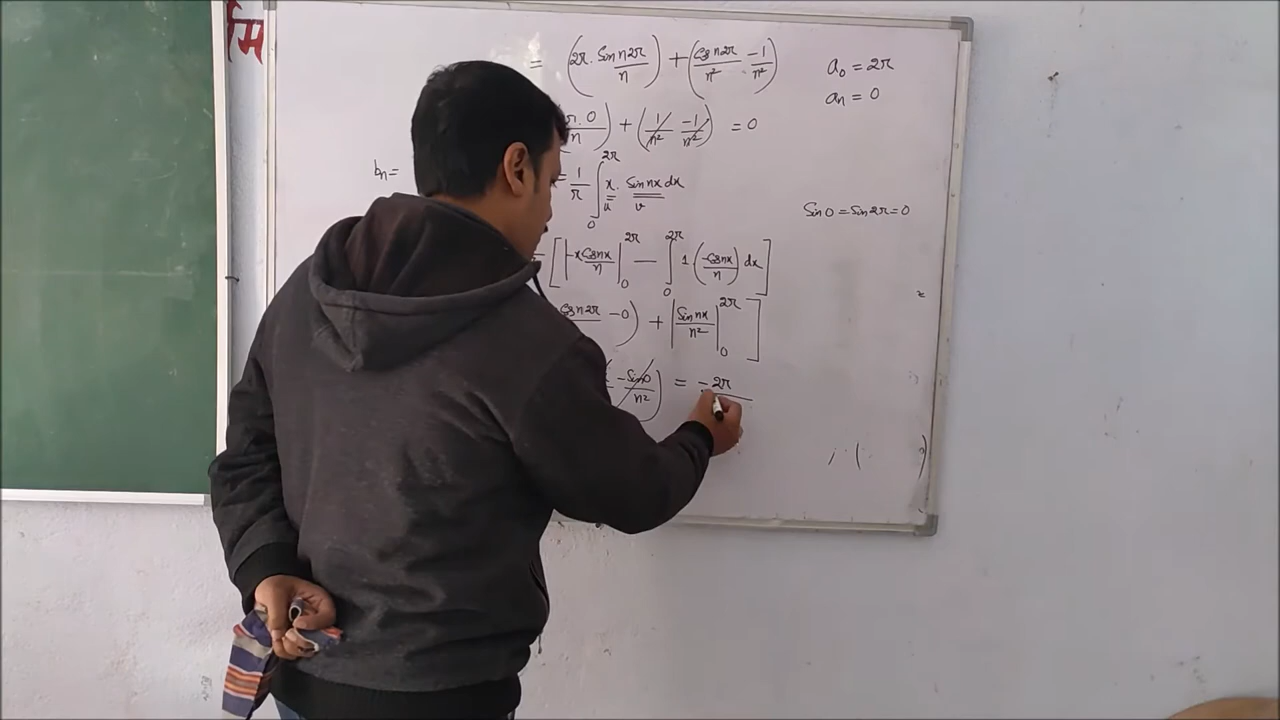 र्गम
= (2π. Sin n2π/n) + (Cos n2π/n² -1/n²)
a₀ = 2π
aₙ = 0
π. 0/n) + (1/n² -1/n²) = 0
bₙ = = 1/π ∫₀^2π x. Sin nx dx
u v
Sin 0 = Sin 2π = 0
[|-x Cos nx/n|₀^2π — ∫₀^2π 1 (-Cos nx/n) dx]
Cos n2π -0) + |Sin nx/n²|₀^2π]
-Sin 0/n²) = -2π